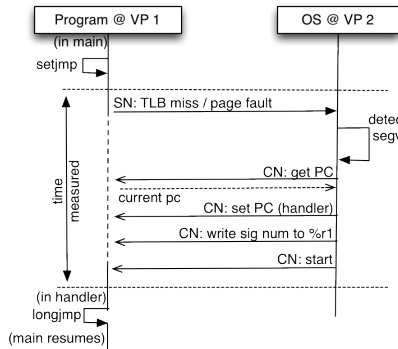 Program @ VP 1
OS @ VP 2
(in main)
setjmp
SN: TLB miss / page fault
CN: get PC
current pc
CN: set PC (handler)
CN: write sig num to %r1
CN: start
time
measured
(in handler)
longjmp
(main resumes)